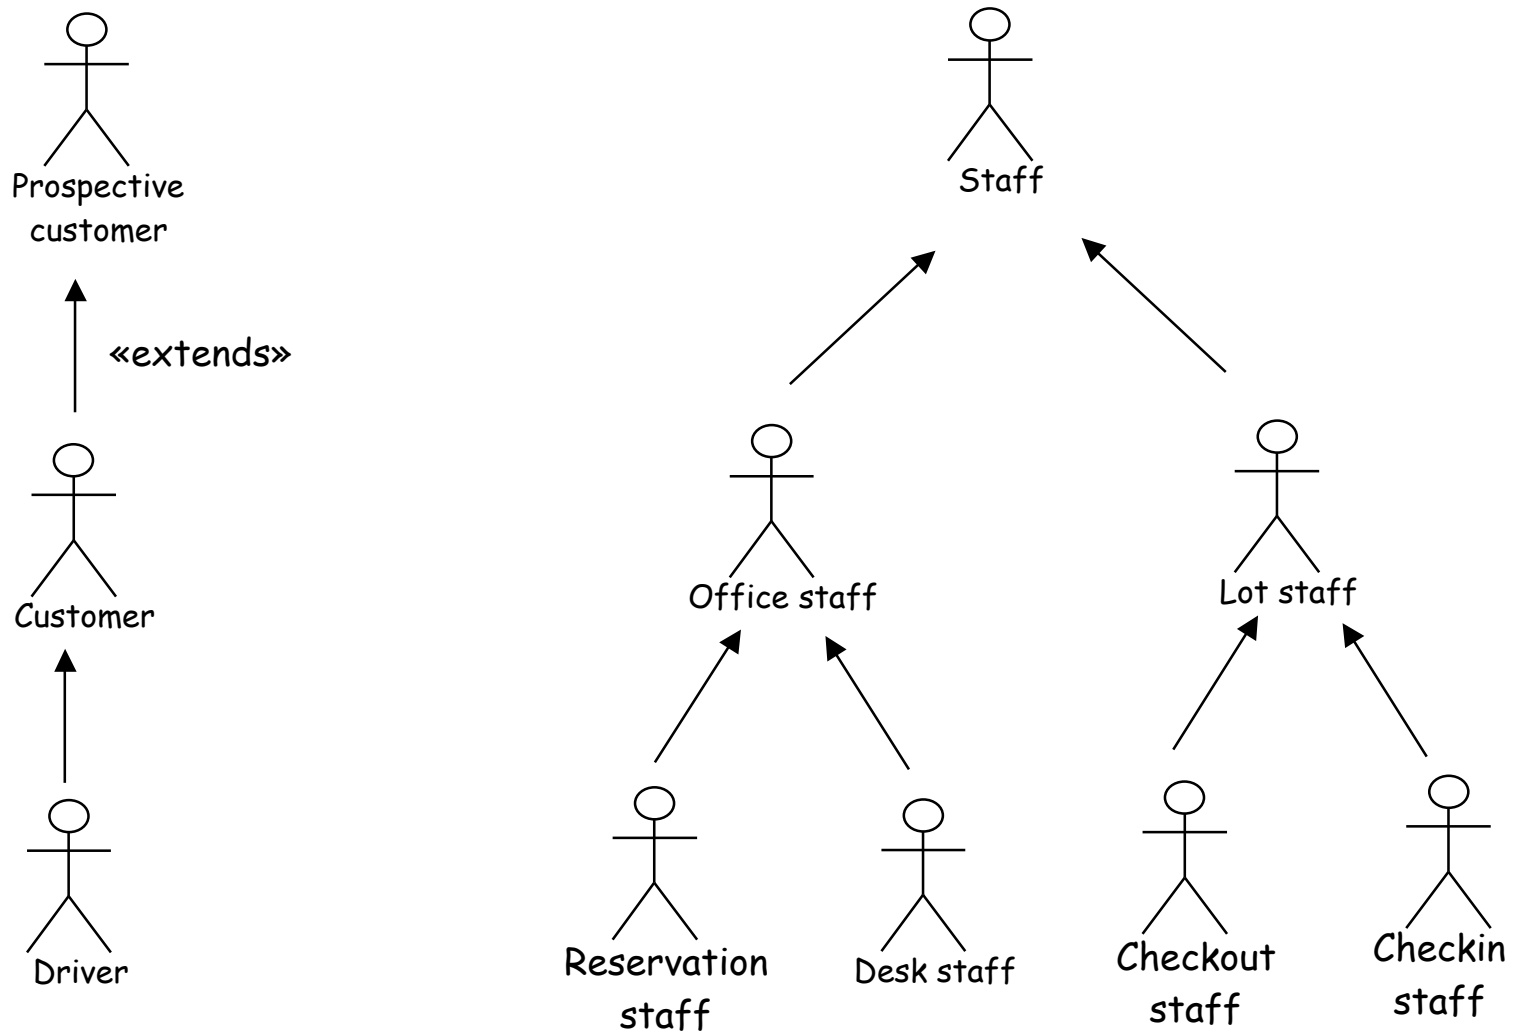 Prospective
customer
Staff
«extends»
Customer
Office staff
Lot staff
Driver
Reservation
staff
Desk staff
Checkout
staff
Checkin
staff